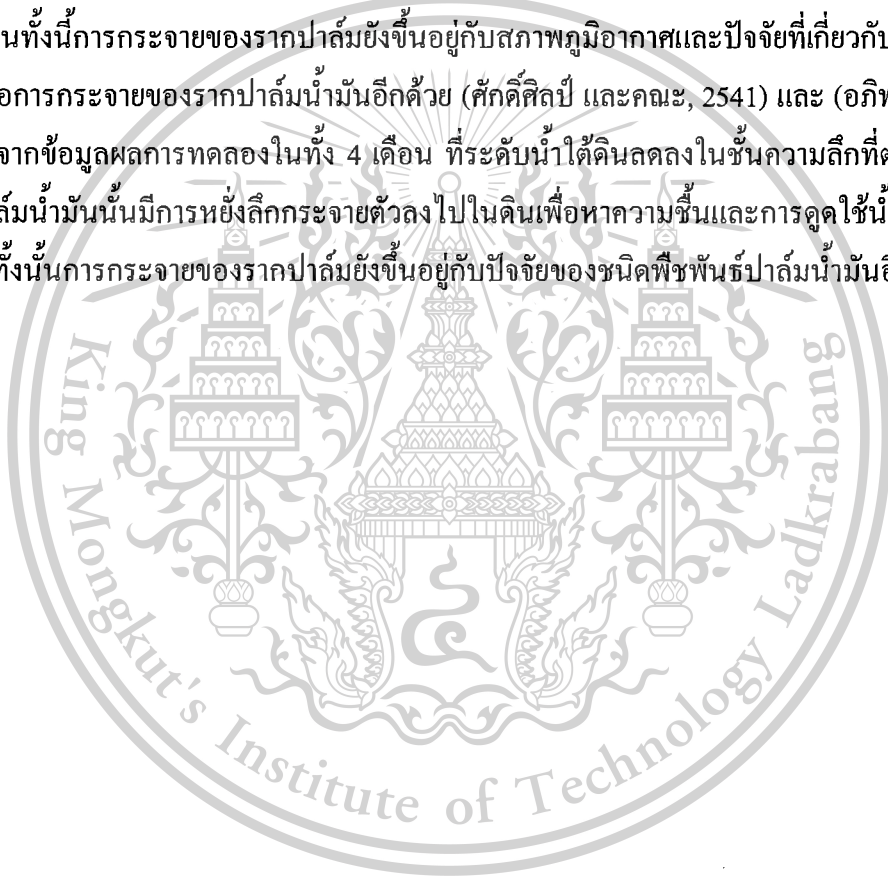 นทั้งนี้การกระจายของรากปาล์มยังขึ้นอยู่กับสภาพภูมิอากาศและปัจจัยที่เกี่ยวกับ
อการกระจายของรากปาล์มน้ำมันอีกด้วย (ศักดิ์ศิลป์ และคณะ, 2541) และ (อภิ
จากข้อมูลผลการทดลองในทั้ง 4 เดือน ที่ระดับน้ำใต้ดินลดลงในชั้นความลึกที่
ล์มน้ำมันนั้นมีการหยั่งลึกกระจายตัวลงไปในดินเพื่อหาความชื้นและการดูดใช้น้
ทั้งนั้นการกระจายของรากปาล์มยังขึ้นอยู่กับปัจจัยของชนิดพืชพันธ์ปาล์มน้ำมันอี
King Mongkut's Institute of Technology Ladkrabang